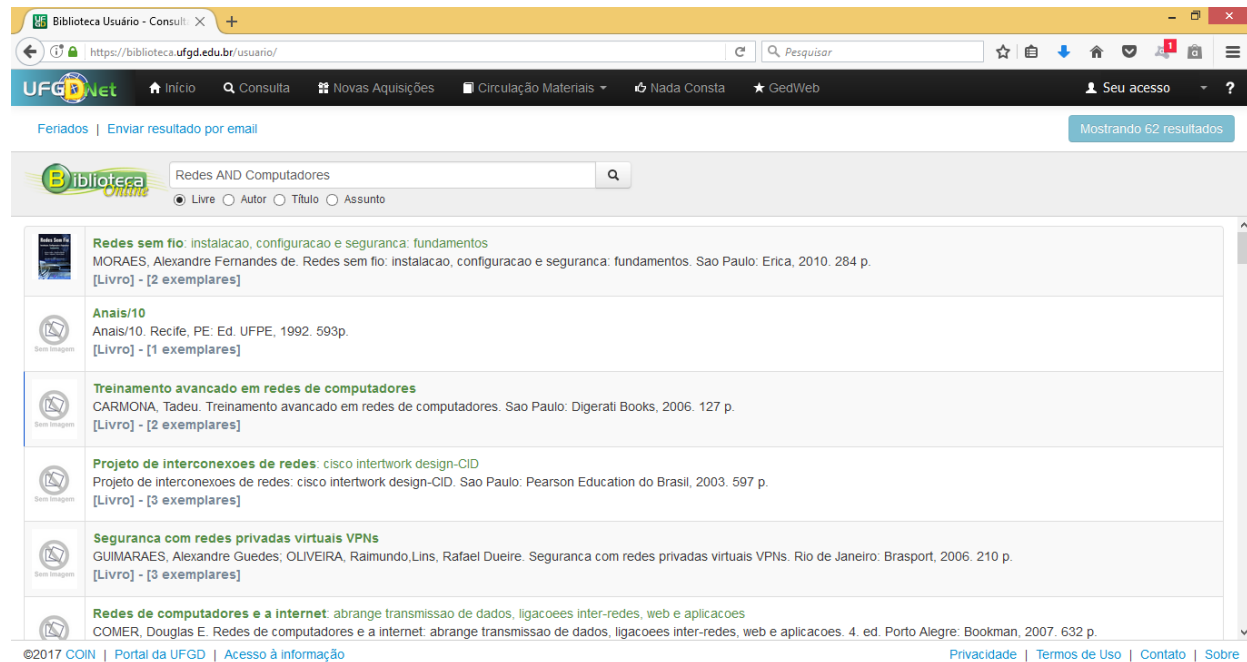 Biblioteca Usuário - Consult
https://biblioteca.ufgd.edu.br/usuario/
Pesquisar
1
UFGDNet
Início
Consulta
Novas Aquisições
Circulação Materiais
Nada Consta
GedWeb
Seu acesso
?
Feriados | Enviar resultado por email
Mostrando 62 resultados
Biblioteca Online
Redes AND Computadores
Livre Autor Título Assunto
Redes sem fio: instalacao, configuracao e seguranca: fundamentos
MORAES, Alexandre Fernandes de. Redes sem fio: instalacao, configuracao e seguranca: fundamentos. Sao Paulo: Erica, 2010. 284 p.
[Livro] - [2 exemplares]
Anais/10
Anais/10. Recife, PE: Ed. UFPE, 1992. 593p.
Sem Imagem
[Livro] - [1 exemplares]
Treinamento avancado em redes de computadores
CARMONA, Tadeu. Treinamento avancado em redes de computadores. Sao Paulo: Digerati Books, 2006. 127 p.
Sem Imagem
[Livro] - [2 exemplares]
Projeto de interconexoes de redes: cisco intertwork design-CID
Projeto de interconexoes de redes: cisco intertwork design-CID. Sao Paulo: Pearson Education do Brasil, 2003. 597 p.
Sem Imagem
[Livro] - [3 exemplares]
Seguranca com redes privadas virtuais VPNs
GUIMARAES, Alexandre Guedes; OLIVEIRA, Raimundo,Lins, Rafael Dueire. Seguranca com redes privadas virtuais VPNs. Rio de Janeiro: Brasport, 2006. 210 p.
Sem Imagem
[Livro] - [3 exemplares]
Redes de computadores e a internet: abrange transmissao de dados, ligacoees inter-redes, web e aplicacoes
COMER, Douglas E. Redes de computadores e a internet: abrange transmissao de dados, ligacoees inter-redes, web e aplicacoes. 4. ed. Porto Alegre: Bookman, 2007. 632 p.
©2017 COIN | Portal da UFGD | Acesso à informação
Privacidade | Termos de Uso | Contato | Sobre